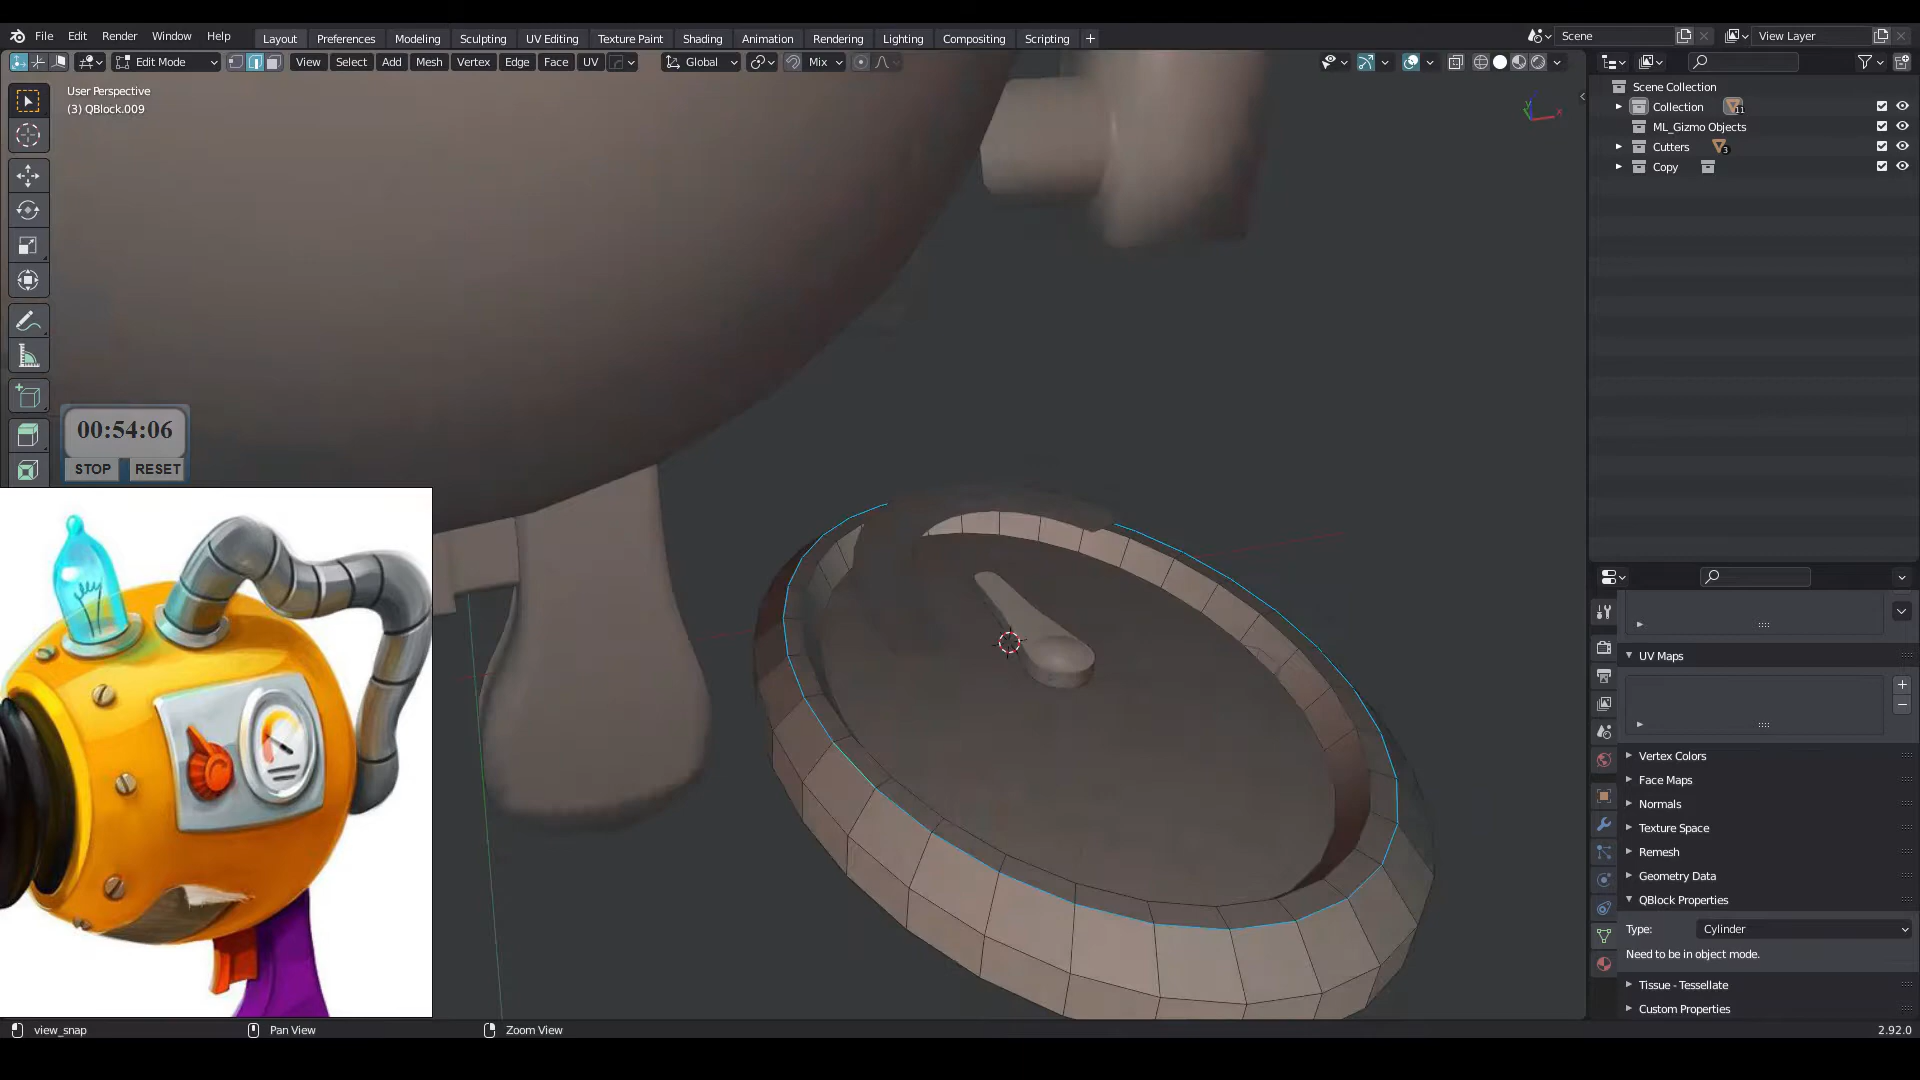 File Edit Render Window Help Layout Preferences Modeling Sculpting UV Editing Texture Paint Shading Animation Rendering Lighting Compositing Scripting + Scene View Layer
Edit Mode View Select Add Mesh Vertex Edge Face UV Global Mix
User Perspective
(3) QBlock.009
Scene Collection
Collection 11
ML_Gizmo Objects
Cutters 3
Copy
00:54:06
STOP RESET
UV Maps
Vertex Colors
Face Maps
Normals
Texture Space
Remesh
Geometry Data
QBlock Properties
Type: Cylinder
Need to be in object mode.
Tissue - Tessellate
Custom Properties
view_snap Pan View Zoom View 2.92.0